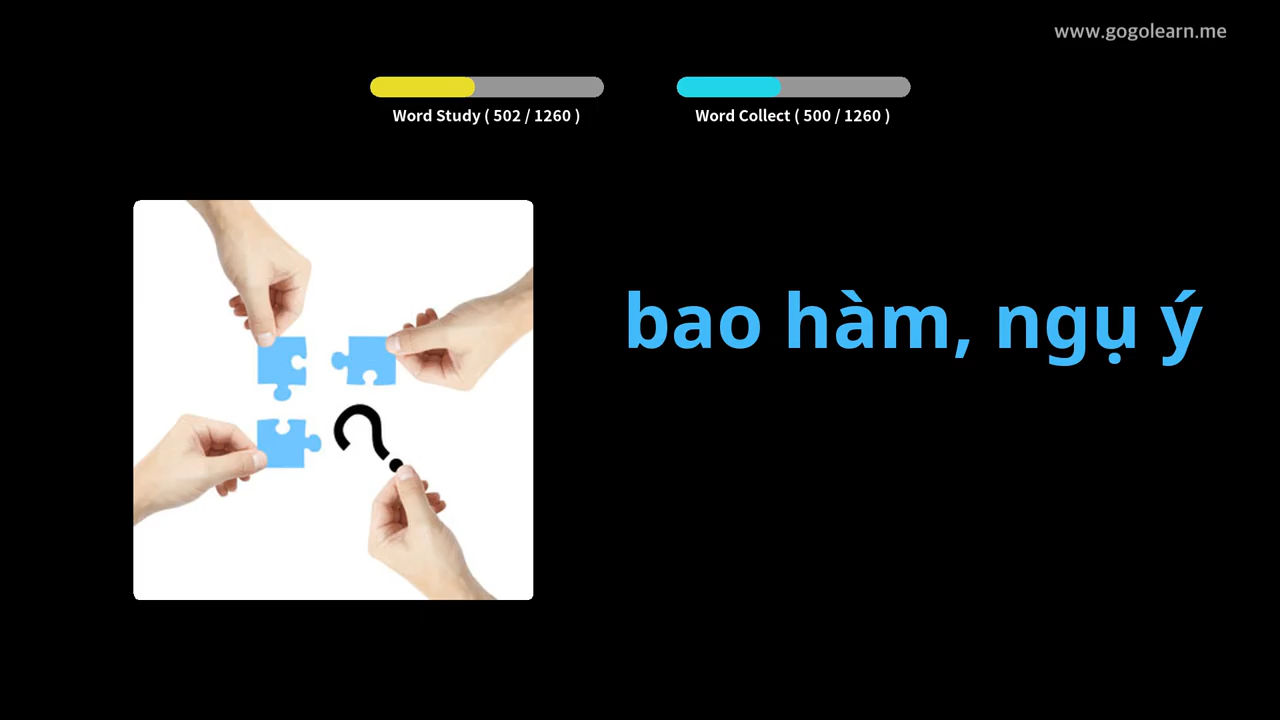 www.gogolearn.me
Word Study ( 502 / 1260 )
Word Collect ( 500 / 1260 )
bao hàm, ngụ ý
?